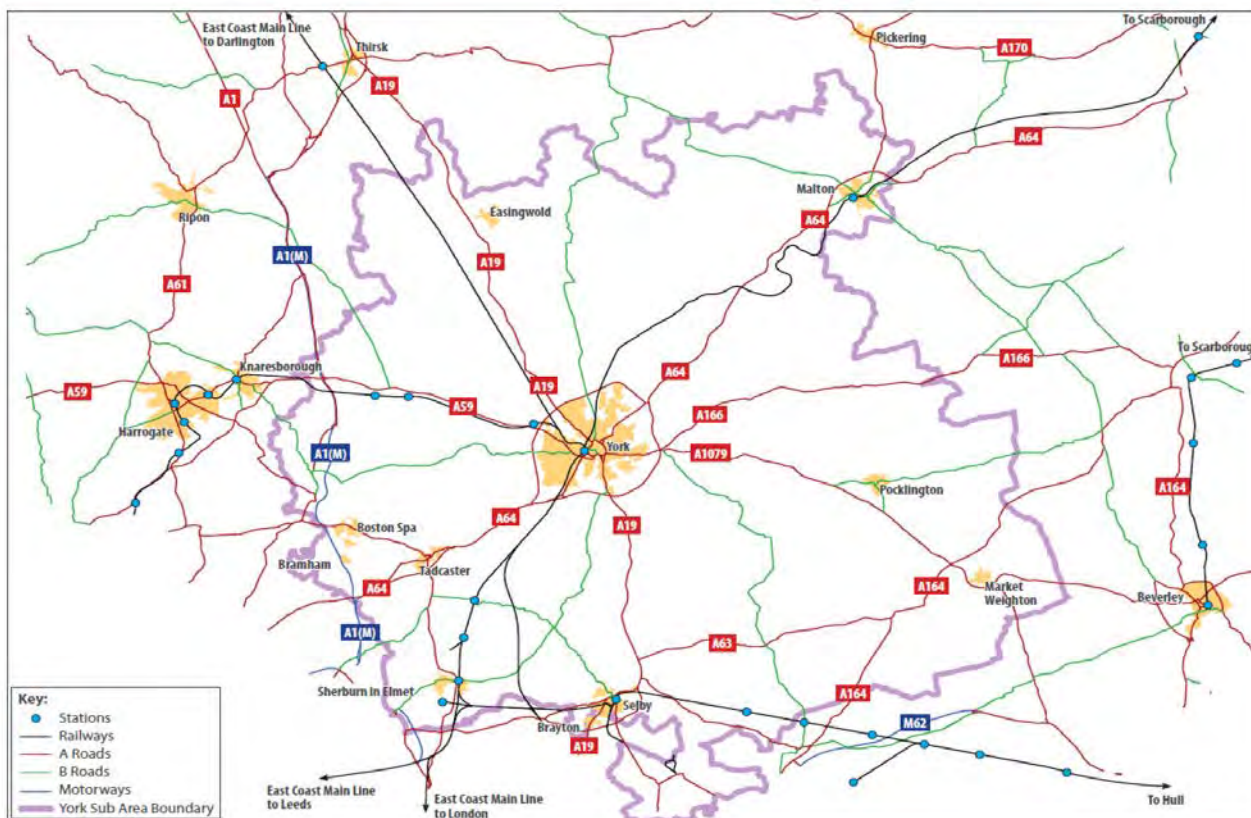 East Coast Main Line
to Darlington
Thirsk
A19
A1
Pickering
A170
To Scarborough
A64
Malton
A64
Ripon
Easingwold
A19
A1(M)
A61
Knaresborough
A59
Harrogate
A59
A19
A64
A166
A166
To Scarboroug
York
A1079
A1(M)
Pocklington
A164
Boston Spa
A64
A19
Bramham
Tadcaster
A64
A164
Market
Weighton
Beverley
A1(M)
A63
Sherburn in Elmet
Selby
A164
Brayton
A19
M62
East Coast Main Line
to Leeds
East Coast Main Line
to London
To Hull
Key:
Stations
Railways
A Roads
B Roads
Motorways
York Sub Area Boundary